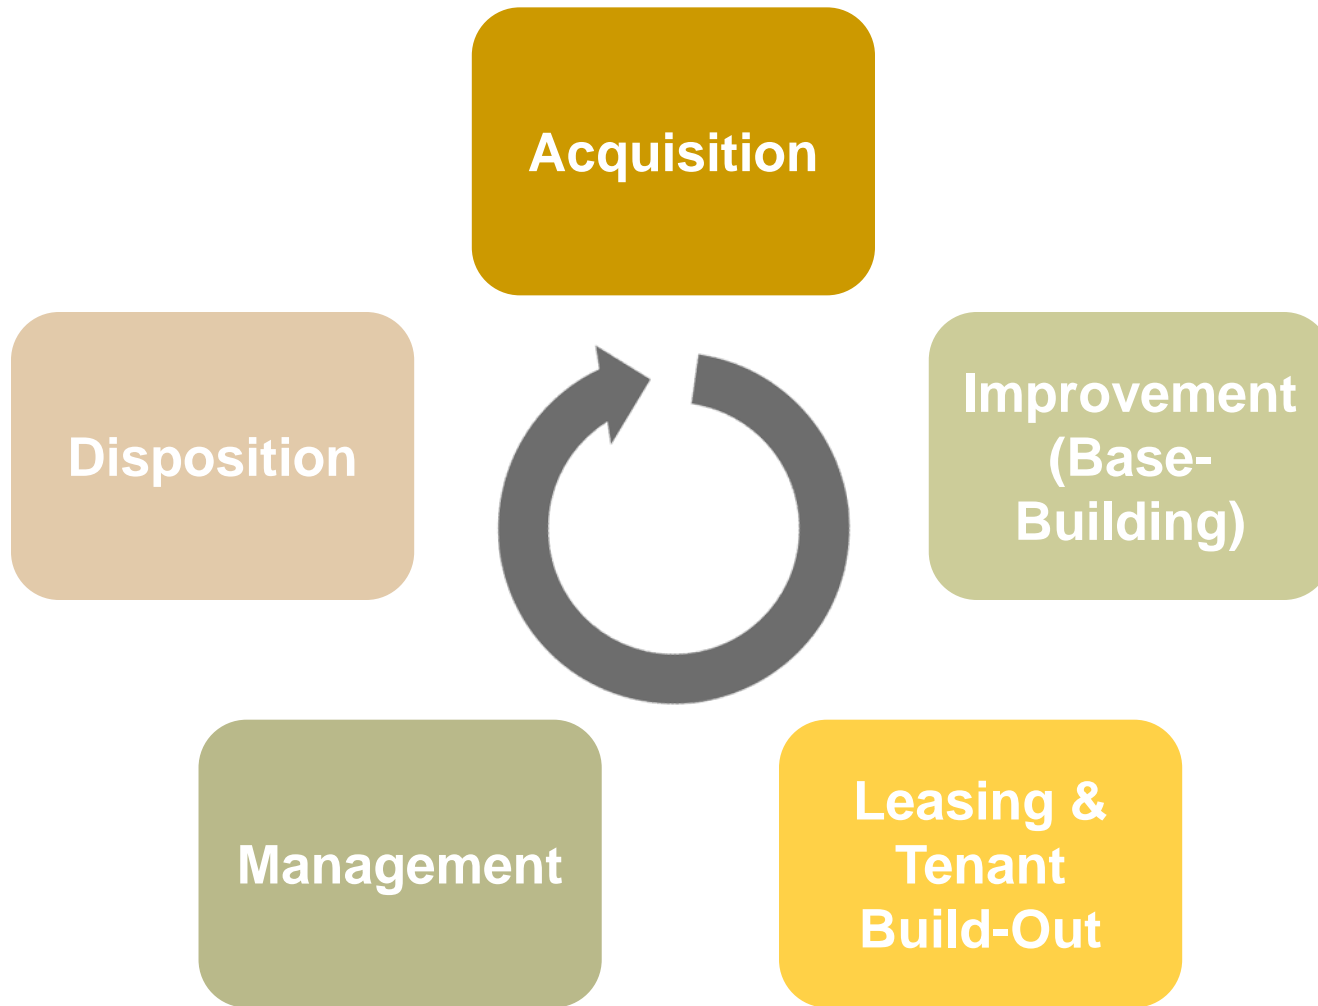 Acquisition
Improvement
(Base-
Building)
Leasing &
Tenant
Build-Out
Management
Disposition